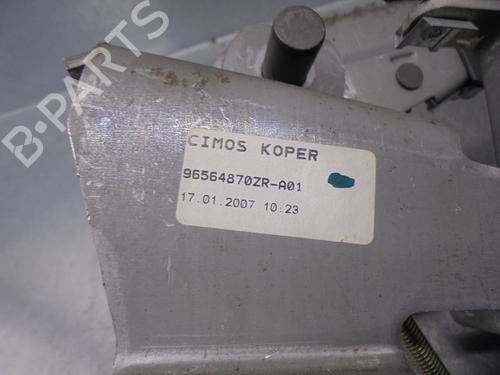 B-PARTS
CIMOS KOPER
96564870ZR-A01
17.01.2007 10:23